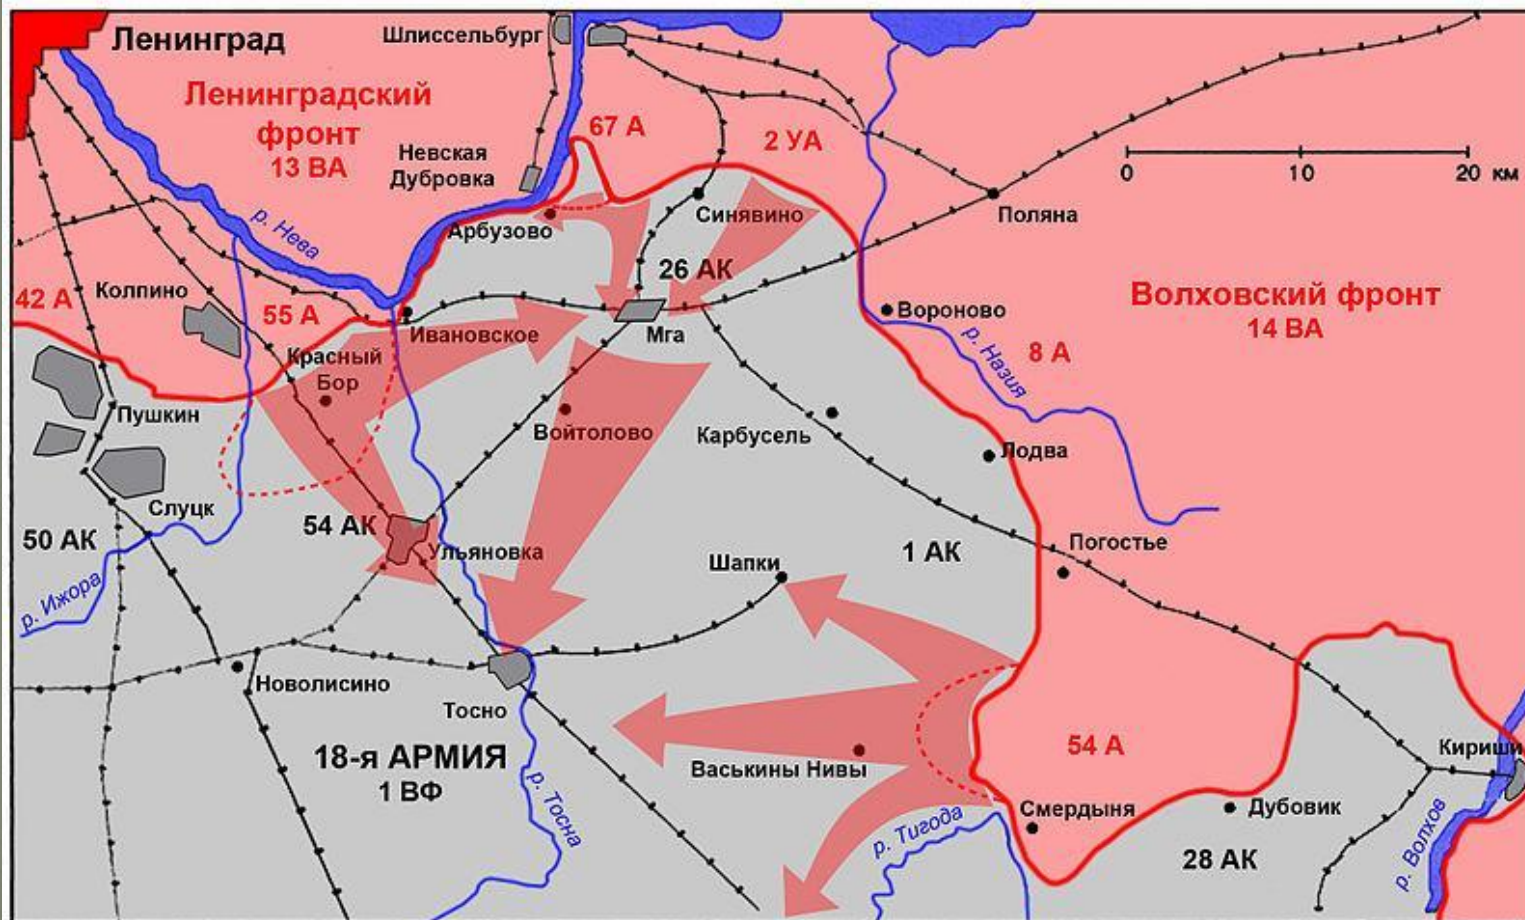 Ленинград
Шлиссельбург
Ленинградский
фронт
13 ВА
67 А
2 УА
Невская
Дубровка
0 10 20 км
р. Нева
Арбузово
Синявино
Поляна
26 АК
42 А
Колпино
55 А
Ивановское
Мга
Вороново
Волховский фронт
14 ВА
р. Назия
8 А
Красный
Бор
Пушкин
Войтолово
Карбусель
Лодва
Слуцк
50 АК
54 АК
Ульяновка
Шапки
1 АК
Погостье
р. Ижора
Новолисино
Тосно
18-я АРМИЯ
1 ВФ
р. Тосна
Васькины Нивы
54 А
Кириши
Смердыня
Дубовик
р. Тигода
28 АК
р. Волхов